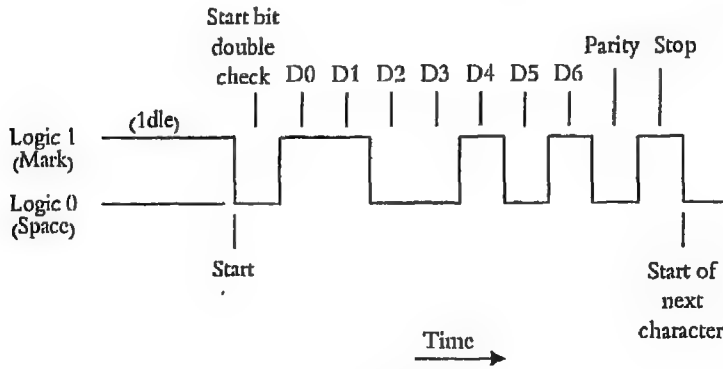 Start bit
double
check
D0 D1 D2 D3 D4 D5 D6
Parity Stop
Logic 1
(Mark)
(1dle)
Logic 0
(Space)
Start
Start of
next
character
Time